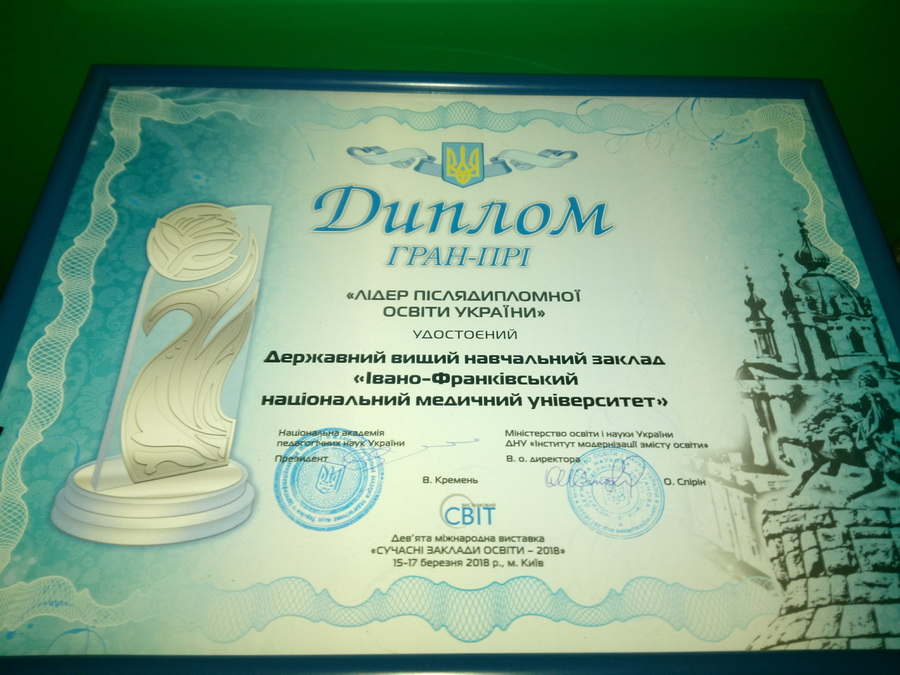 Диплом
ГРАН-ПРІ
«ЛІДЕР ПІСЛЯДИПЛОМНОЇ
ОСВІТИ УКРАЇНИ»
УДОСТОЄНИЙ
Державний вищий навчальний заклад
«Івано-Франківський
національний медичний університет»
Національна академія
педагогічних наук України
Президент
В. Кремень
Міністерство освіти і науки України
ДНУ «Інститут модернізації змісту освіти»
В. о. директора
О. Спірін
СВІТ
Дев'ята міжнародна виставка
«СУЧАСНІ ЗАКЛАДИ ОСВІТИ – 2018»
15-17 березня 2018 р., м. Київ